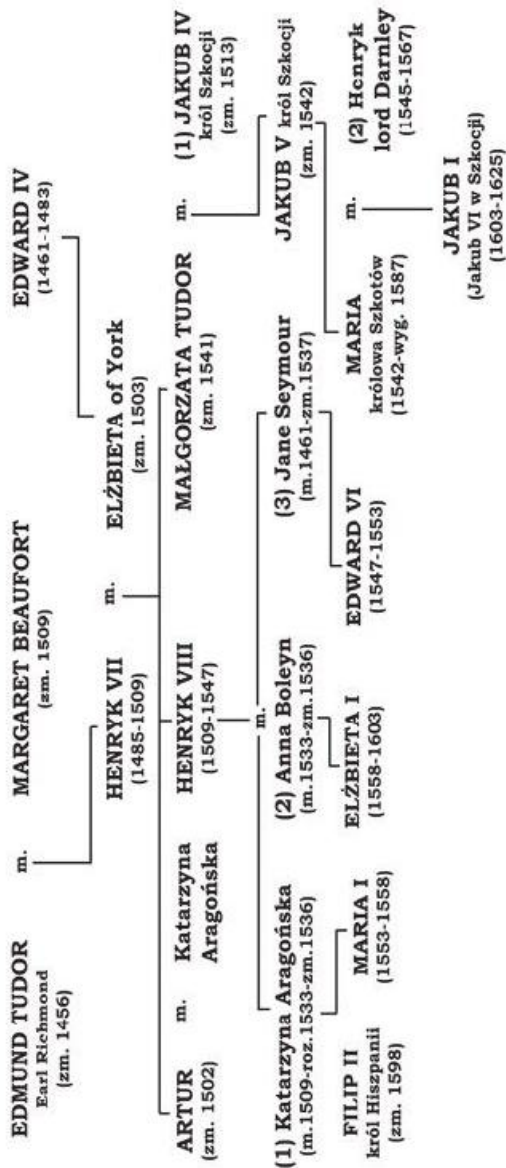 EDMUND TUDOR
Earl Richmond
(zm. 1456)
m.
MARGARET BEAUFORT
(zm. 1509)
EDWARD IV
(1461-1483)
HENRYK VII
(1485-1509)
m.
ELŻBIETA of York
(zm. 1503)
ARTUR
(zm. 1502)
m.
Katarzyna
Aragońska
HENRYK VIII
(1509-1547)
MAŁGORZATA TUDOR
(zm. 1541)
m.
(1) JAKUB IV
król Szkocji
(zm. 1513)
m.
(1) Katarzyna Aragońska
(m.1509-roz.1533-zm.1536)
(2) Anna Boleyn
(m.1533-zm.1536)
(3) Jane Seymour
(m.1461-zm.1537)
JAKUB V król Szkocji
(zm. 1542)
FILIP II
król Hiszpanii
(zm. 1598)
MARIA I
(1553-1558)
ELŻBIETA I
(1558-1603)
EDWARD VI
(1547-1553)
MARIA
królowa Szkotów
(1542-wyg. 1587)
m.
(2) Henryk
lord Darnley
(1545-1567)
JAKUB I
(Jakub VI w Szkocji)
(1603-1625)